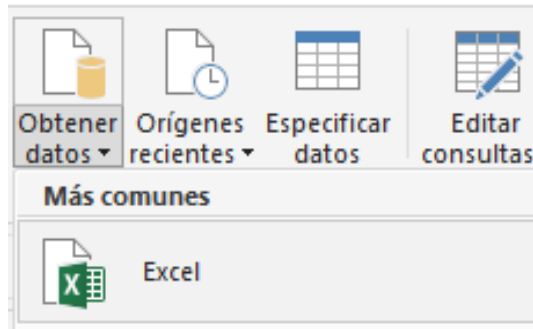 Obtener
datos
Orígenes
recientes
Especificar
datos
Editar
consultas
Más comunes
X
Excel